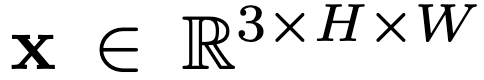 𝐱 ∈ ℝ^{3×H×W}